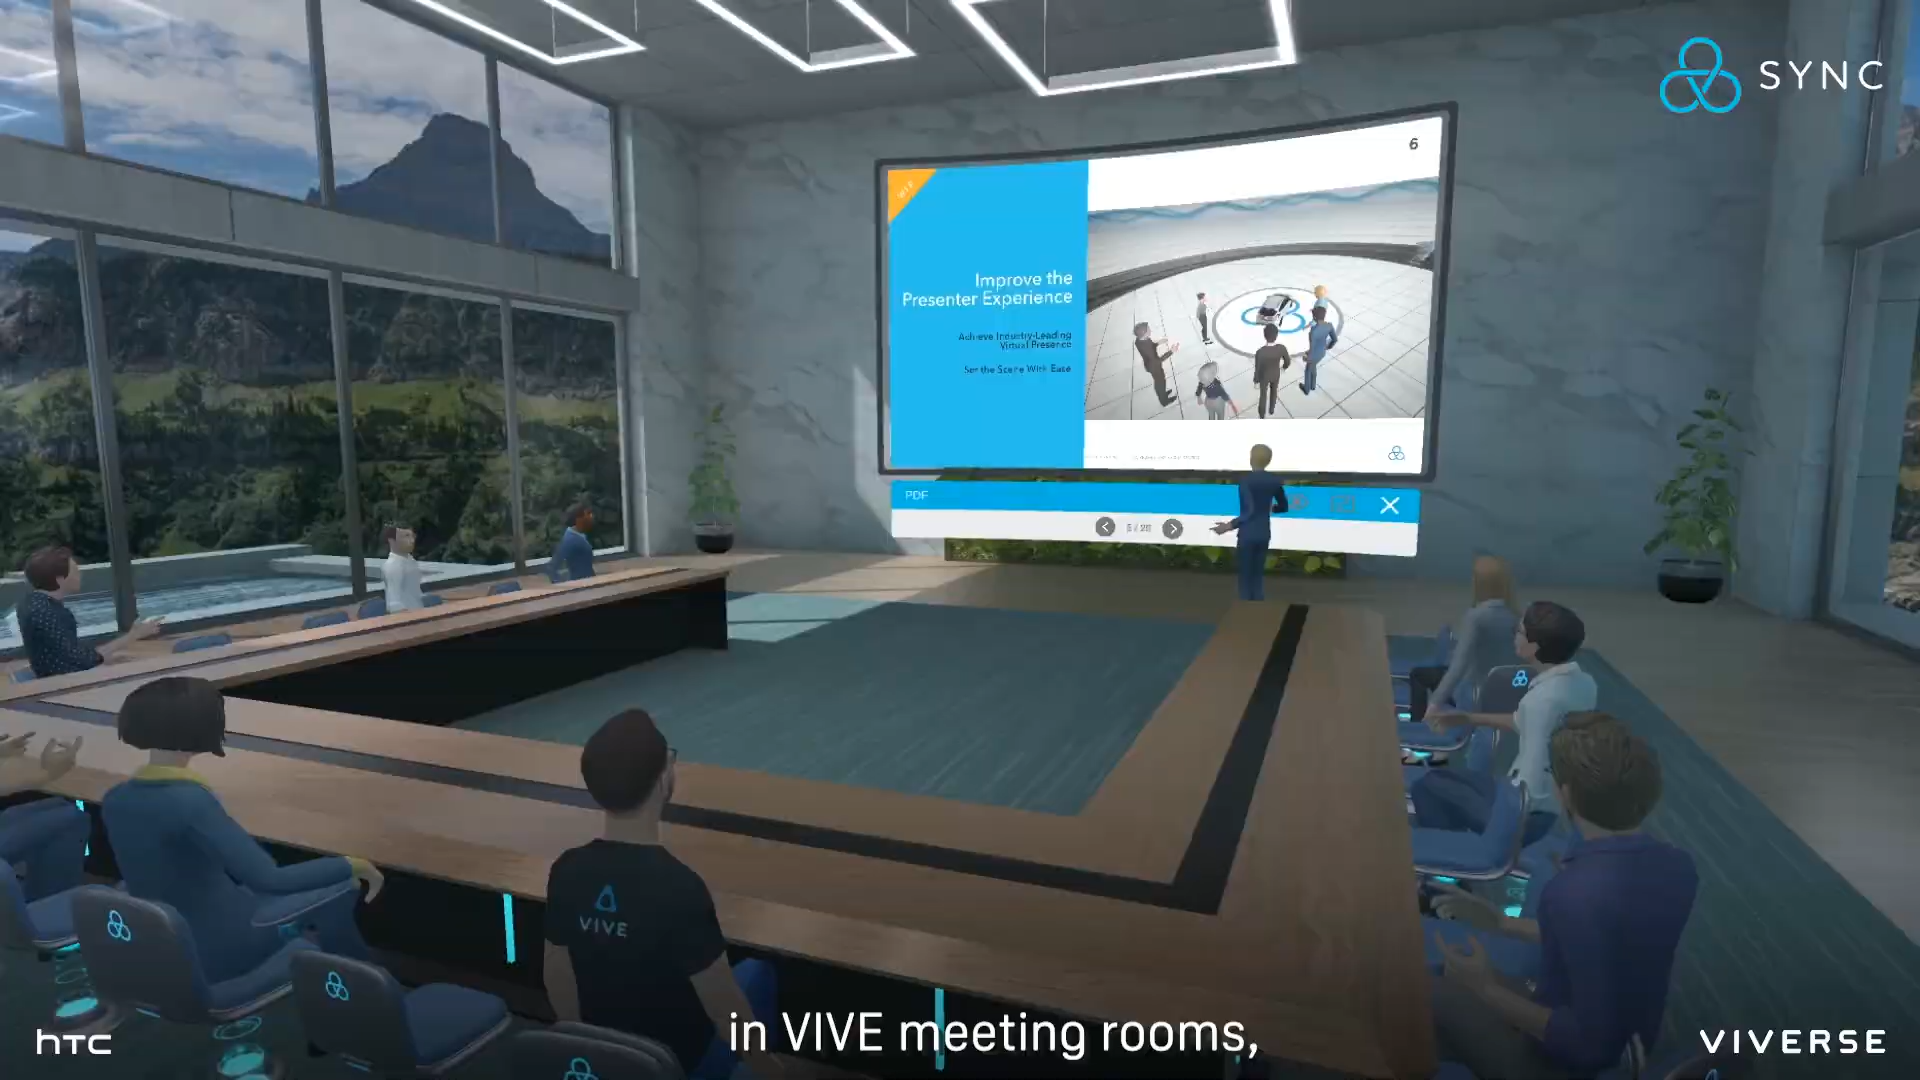 SYNC
6
Improve the
Presenter Experience
Achieve Industry-Leading
Virtual Presence
Set the Scene With Ease
PDF
VIVE
in VIVE meeting rooms,
hTC
VIVERSE